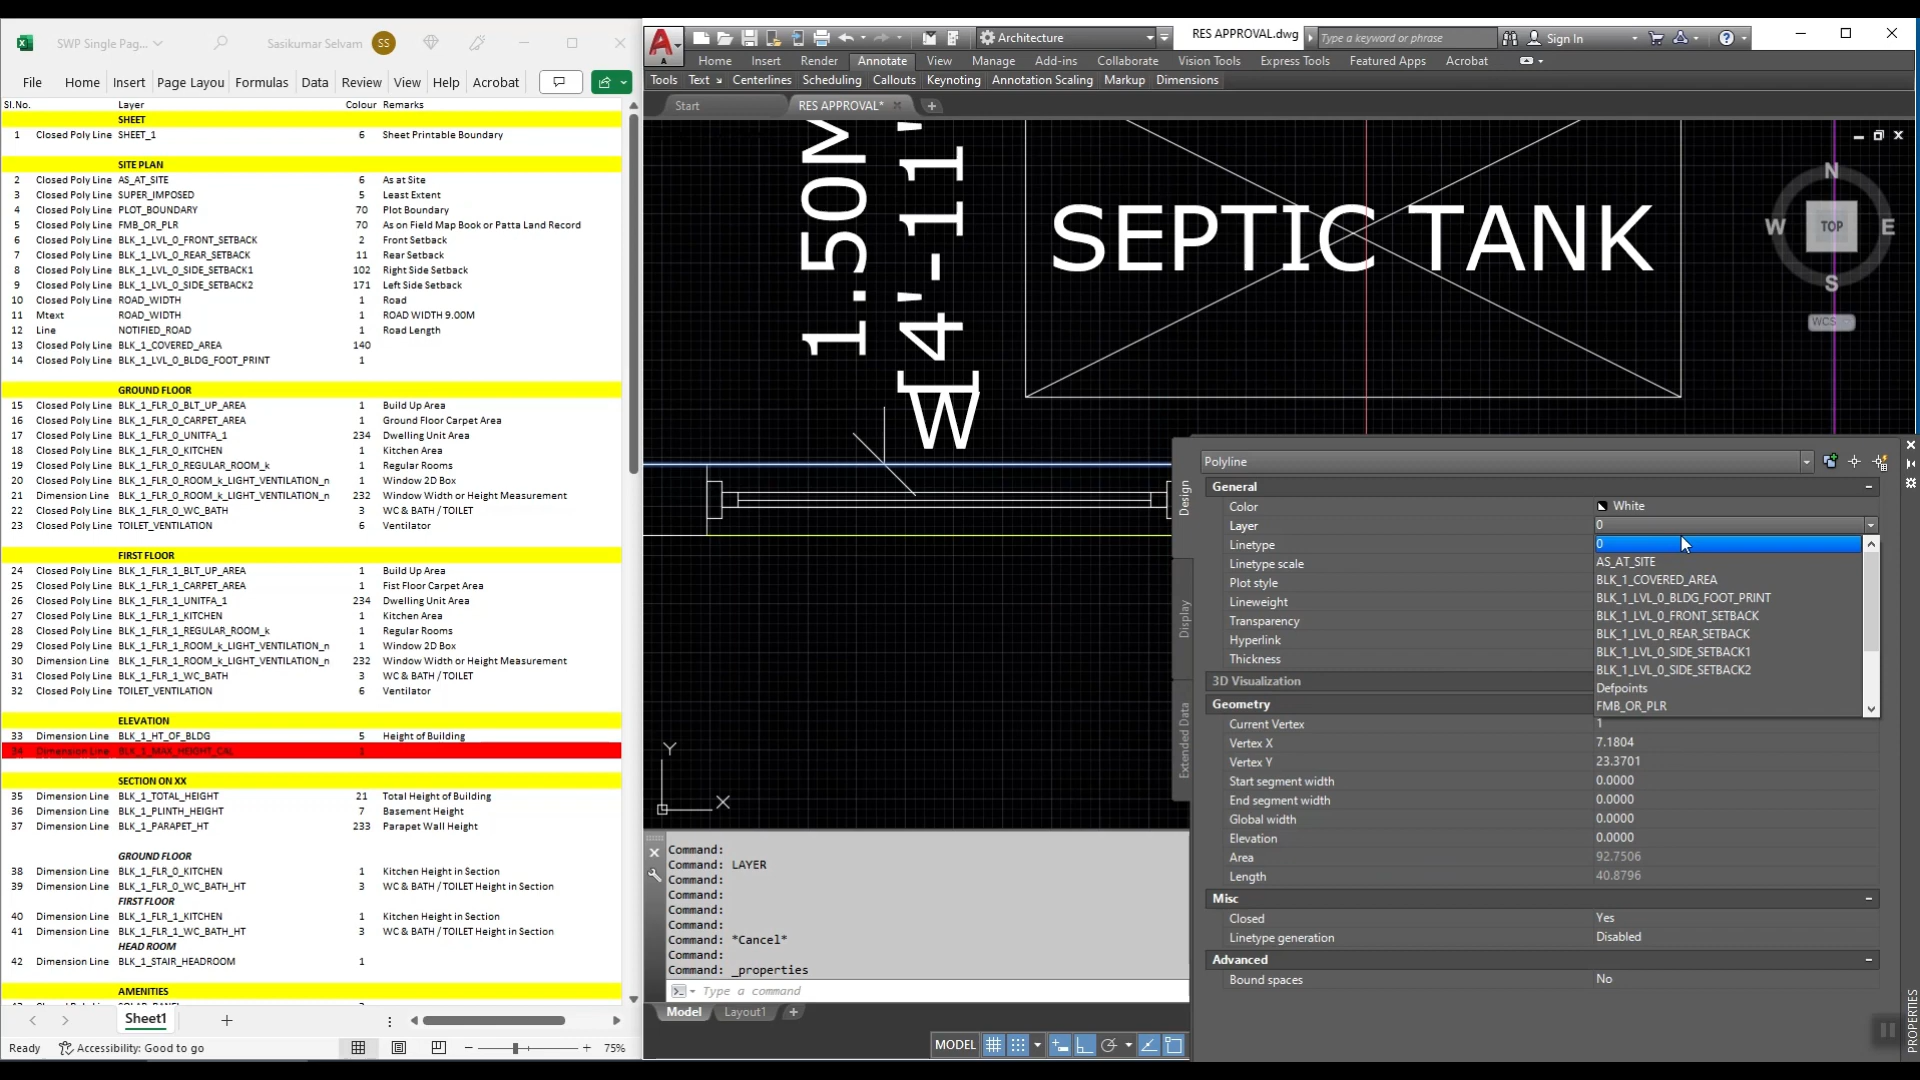 SWP Single Pag...
Sasikumar Selvam
SS
File Home Insert Page Layou Formulas Data Review View Help Acrobat
Sl.No. Layer Colour Remarks
SHEET
1 Closed Poly Line SHEET_1 6 Sheet Printable Boundary
SITE PLAN
2 Closed Poly Line AS_AT_SITE 6 As at Site
3 Closed Poly Line SUPER_IMPOSED 5 Least Extent
4 Closed Poly Line PLOT_BOUNDARY 70 Plot Boundary
5 Closed Poly Line FMB_OR_PLR 70 As on Field Map Book or Patta Land Record
6 Closed Poly Line BLK_1_LVL_0_FRONT_SETBACK 2 Front Setback
7 Closed Poly Line BLK_1_LVL_0_REAR_SETBACK 11 Rear Setback
8 Closed Poly Line BLK_1_LVL_0_SIDE_SETBACK1 102 Right Side Setback
9 Closed Poly Line BLK_1_LVL_0_SIDE_SETBACK2 171 Left Side Setback
10 Closed Poly Line ROAD_WIDTH 1 Road
11 Mtext ROAD_WIDTH 1 ROAD WIDTH 9.00M
12 Line NOTIFIED_ROAD 1 Road Length
13 Closed Poly Line BLK_1_COVERED_AREA 140
14 Closed Poly Line BLK_1_LVL_0_BLDG_FOOT_PRINT 1
GROUND FLOOR
15 Closed Poly Line BLK_1_FLR_0_BLT_UP_AREA 1 Build Up Area
16 Closed Poly Line BLK_1_FLR_0_CARPET_AREA 1 Ground Floor Carpet Area
17 Closed Poly Line BLK_1_FLR_0_UNITFA_1 234 Dwelling Unit Area
18 Closed Poly Line BLK_1_FLR_0_KITCHEN 1 Kitchen Area
19 Closed Poly Line BLK_1_FLR_0_REGULAR_ROOM_k 1 Regular Rooms
20 Closed Poly Line BLK_1_FLR_0_ROOM_k_LIGHT_VENTILATION_n 1 Window 2D Box
21 Dimension Line BLK_1_FLR_0_ROOM_k_LIGHT_VENTILATION_n 232 Window Width or Height Measurement
22 Closed Poly Line BLK_1_FLR_0_WC_BATH 3 WC & BATH / TOILET
23 Closed Poly Line TOILET_VENTILATION 6 Ventilator
FIRST FLOOR
24 Closed Poly Line BLK_1_FLR_1_BLT_UP_AREA 1 Build Up Area
25 Closed Poly Line BLK_1_FLR_1_CARPET_AREA 1 Fist Floor Carpet Area
26 Closed Poly Line BLK_1_FLR_1_UNITFA_1 234 Dwelling Unit Area
27 Closed Poly Line BLK_1_FLR_1_KITCHEN 1 Kitchen Area
28 Closed Poly Line BLK_1_FLR_1_REGULAR_ROOM_k 1 Regular Rooms
29 Closed Poly Line BLK_1_FLR_1_ROOM_k_LIGHT_VENTILATION_n 1 Window 2D Box
30 Dimension Line BLK_1_FLR_1_ROOM_k_LIGHT_VENTILATION_n 232 Window Width or Height Measurement
31 Closed Poly Line BLK_1_FLR_1_WC_BATH 3 WC & BATH / TOILET
32 Closed Poly Line TOILET_VENTILATION 6 Ventilator
ELEVATION
33 Dimension Line BLK_1_HT_OF_BLDG 5 Height of Building
34 Dimension Line BLK_1_MAX_HEIGHT_CAL 1
SECTION ON XX
35 Dimension Line BLK_1_TOTAL_HEIGHT 21 Total Height of Building
36 Dimension Line BLK_1_PLINTH_HEIGHT 7 Basement Height
37 Dimension Line BLK_1_PARAPET_HT 233 Parapet Wall Height
GROUND FLOOR
38 Dimension Line BLK_1_FLR_0_KITCHEN 1 Kitchen Height in Section
39 Dimension Line BLK_1_FLR_0_WC_BATH_HT 3 WC & BATH / TOILET Height in Section
FIRST FLOOR
40 Dimension Line BLK_1_FLR_1_KITCHEN 1 Kitchen Height in Section
41 Dimension Line BLK_1_FLR_1_WC_BATH_HT 3 WC & BATH / TOILET Height in Section
HEAD ROOM
42 Dimension Line BLK_1_STAIR_HEADROOM 1
AMENITIES
Sheet1
Ready Accessibility: Good to go 75%
Architecture
RES APPROVAL.dwg
Type a keyword or phrase
Sign In
Home Insert Render Annotate View Manage Add-ins Collaborate Vision Tools Express Tools Featured Apps Acrobat
Tools Text Centerlines Scheduling Callouts Keynoting Annotation Scaling Markup Dimensions
Start RES APPROVAL*
1.50M
[4'-11"
W
SEPTIC TANK
N
W TOP E
S
WCS
Y
X
Polyline
Design
Display
Extended Data
PROPERTIES
General
Color White
Layer 0
Linetype
Linetype scale
Plot style
Lineweight
Transparency
Hyperlink
Thickness
0
AS_AT_SITE
BLK_1_COVERED_AREA
BLK_1_LVL_0_BLDG_FOOT_PRINT
BLK_1_LVL_0_FRONT_SETBACK
BLK_1_LVL_0_REAR_SETBACK
BLK_1_LVL_0_SIDE_SETBACK1
BLK_1_LVL_0_SIDE_SETBACK2
Defpoints
FMB_OR_PLR
3D Visualization
Geometry
Current Vertex 1
Vertex X 7.1804
Vertex Y 23.3701
Start segment width 0.0000
End segment width 0.0000
Global width 0.0000
Elevation 0.0000
Area 92.7506
Length 40.8796
Misc
Closed Yes
Linetype generation Disabled
Advanced
Bound spaces No
Command:
Command: LAYER
Command:
Command:
Command:
Command:
Command: *Cancel*
Command:
Command: _properties
Type a command
Model Layout1
MODEL